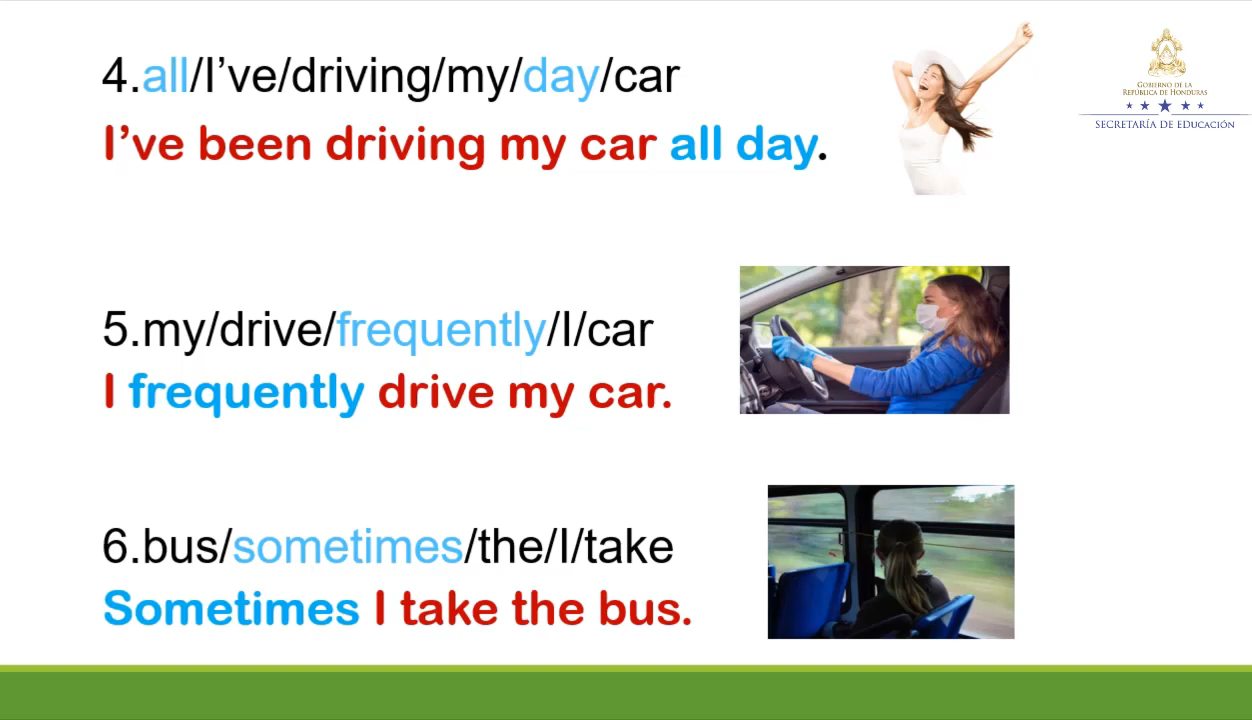 4.all/I’ve/driving/my/day/car
I’ve been driving my car all day.
GOBIERNO DE LA
REPÚBLICA DE HONDURAS
SECRETARÍA DE EDUCACIÓN
5.my/drive/frequently/I/car
I frequently drive my car.
6.bus/sometimes/the/I/take
Sometimes I take the bus.